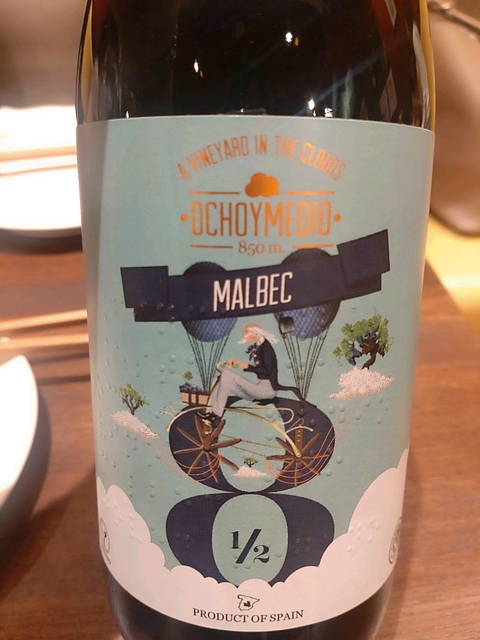 A VINEYARD IN THE CLOUDS
·OCHOYMEDIO·
850 m.
MALBEC
1/2
PRODUCT OF SPAIN